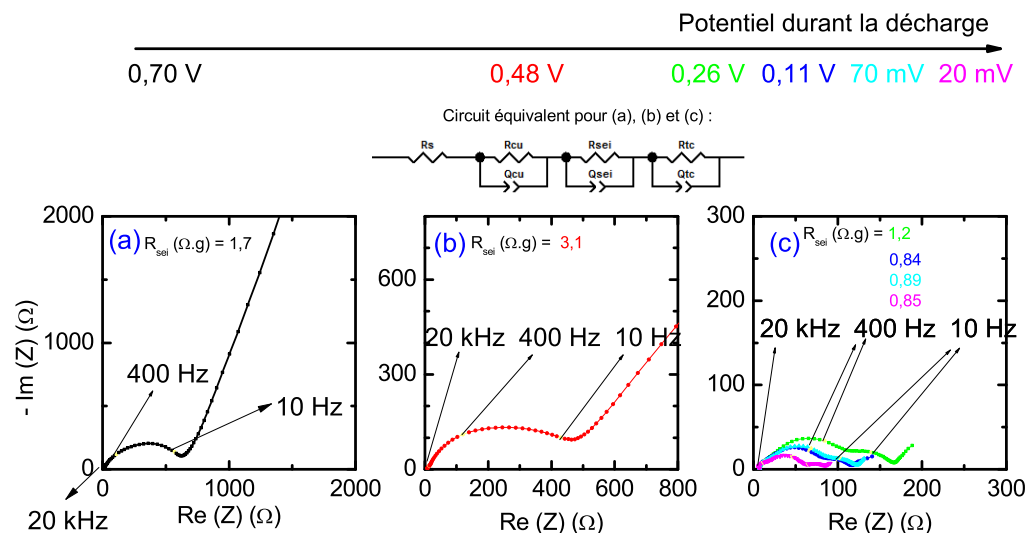 Potentiel durant la décharge
0,70 V 0,48 V 0,26 V 0,11 V 70 mV 20 mV
Circuit équivalent pour (a), (b) et (c) :
Rs Rcu Rsei Rtc
Qcu Qsei Qtc
(a) R_sei (Ω.g) = 1,7
2000
1000
0
- Im (Z) (Ω)
400 Hz
10 Hz
20 kHz
0 1000 2000
Re (Z) (Ω)
(b) R_sei (Ω.g) = 3,1
600
300
0
20 kHz 400 Hz 10 Hz
0 200 400 600 800
Re (Z) (Ω)
(c) R_sei (Ω.g) = 1,2
0,84
0,89
0,85
300
200
100
0
20 kHz 400 Hz 10 Hz
0 100 200 300
Re (Z) (Ω)